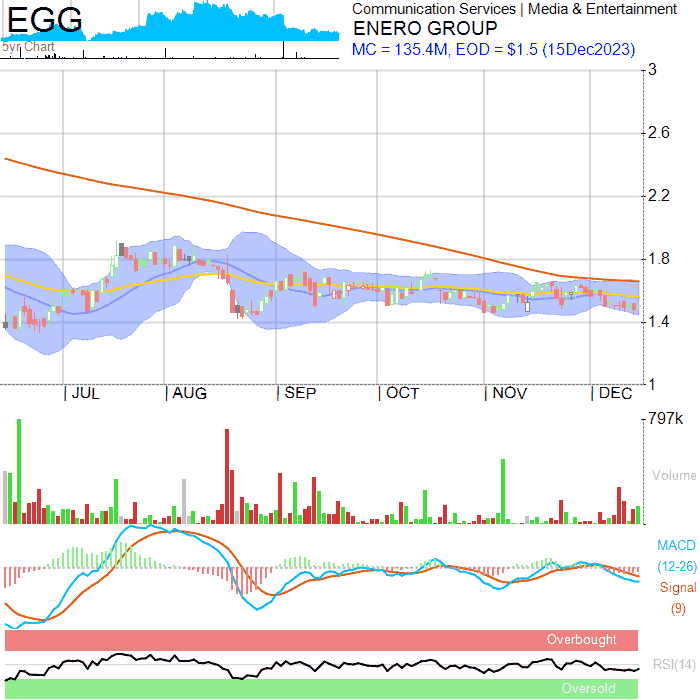 EGG
5yr Chart
Communication Services | Media & Entertainment
ENERO GROUP
MC = 135.4M, EOD = $1.5 (15Dec2023)
3
2.6
2.2
1.8
1.4
1
| JUL | AUG | SEP | OCT | NOV | DEC
797k
Volume
MACD
(12-26)
Signal
(9)
Overbought
RSI(14)
Oversold